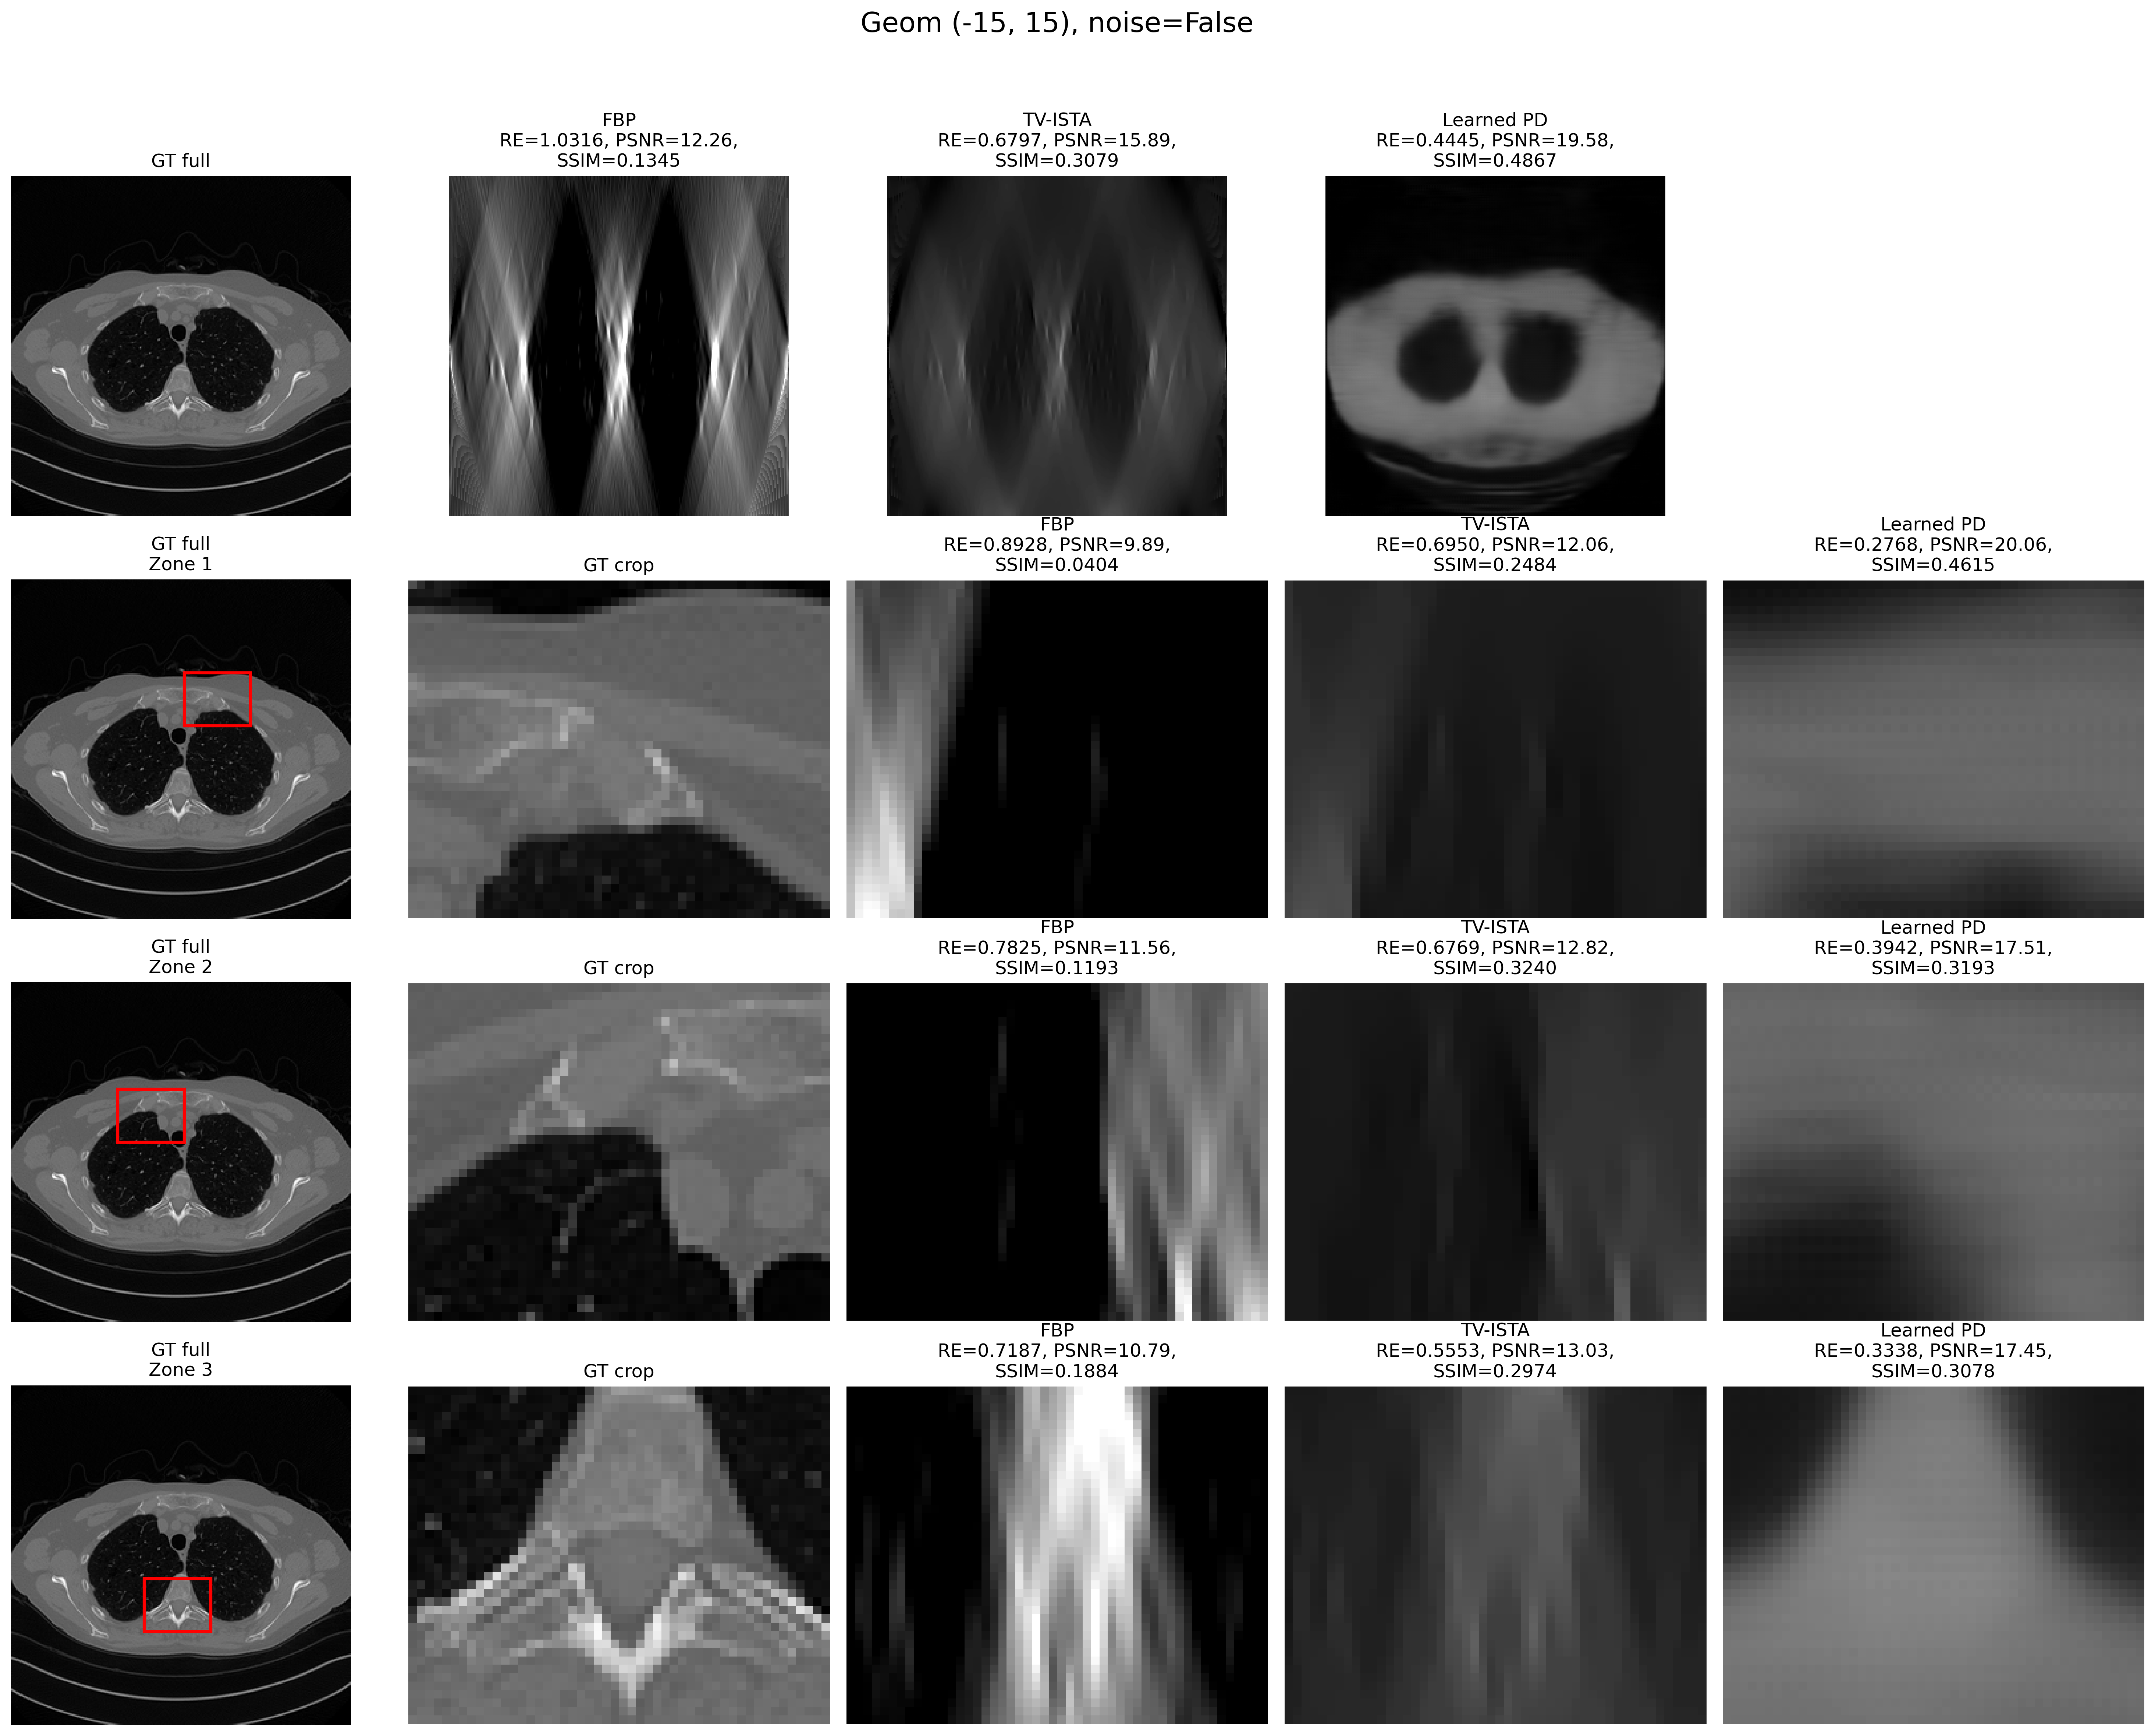 Geom (-15, 15), noise=False
GT full
FBP
RE=1.0316, PSNR=12.26,
SSIM=0.1345
TV-ISTA
RE=0.6797, PSNR=15.89,
SSIM=0.3079
Learned PD
RE=0.4445, PSNR=19.58,
SSIM=0.4867
GT full
Zone 1
GT crop
FBP
RE=0.8928, PSNR=9.89,
SSIM=0.0404
TV-ISTA
RE=0.6950, PSNR=12.06,
SSIM=0.2484
Learned PD
RE=0.2768, PSNR=20.06,
SSIM=0.4615
GT full
Zone 2
GT crop
FBP
RE=0.7825, PSNR=11.56,
SSIM=0.1193
TV-ISTA
RE=0.6769, PSNR=12.82,
SSIM=0.3240
Learned PD
RE=0.3942, PSNR=17.51,
SSIM=0.3193
GT full
Zone 3
GT crop
FBP
RE=0.7187, PSNR=10.79,
SSIM=0.1884
TV-ISTA
RE=0.5553, PSNR=13.03,
SSIM=0.2974
Learned PD
RE=0.3338, PSNR=17.45,
SSIM=0.3078